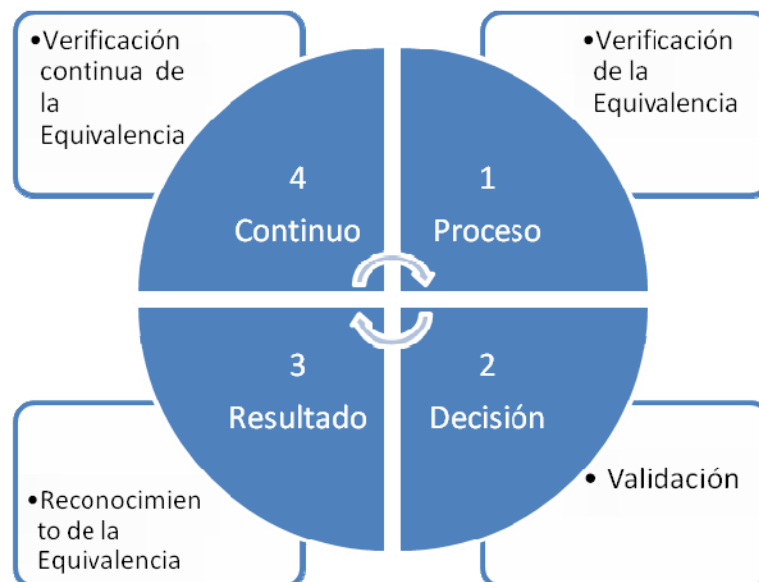 •Verificación
continua de
la
Equivalencia
•Verificación
de la
Equivalencia
4
Continuo
1
Proceso
3
Resultado
2
Decisión
•Reconocimien
to de la
Equivalencia
• Validación